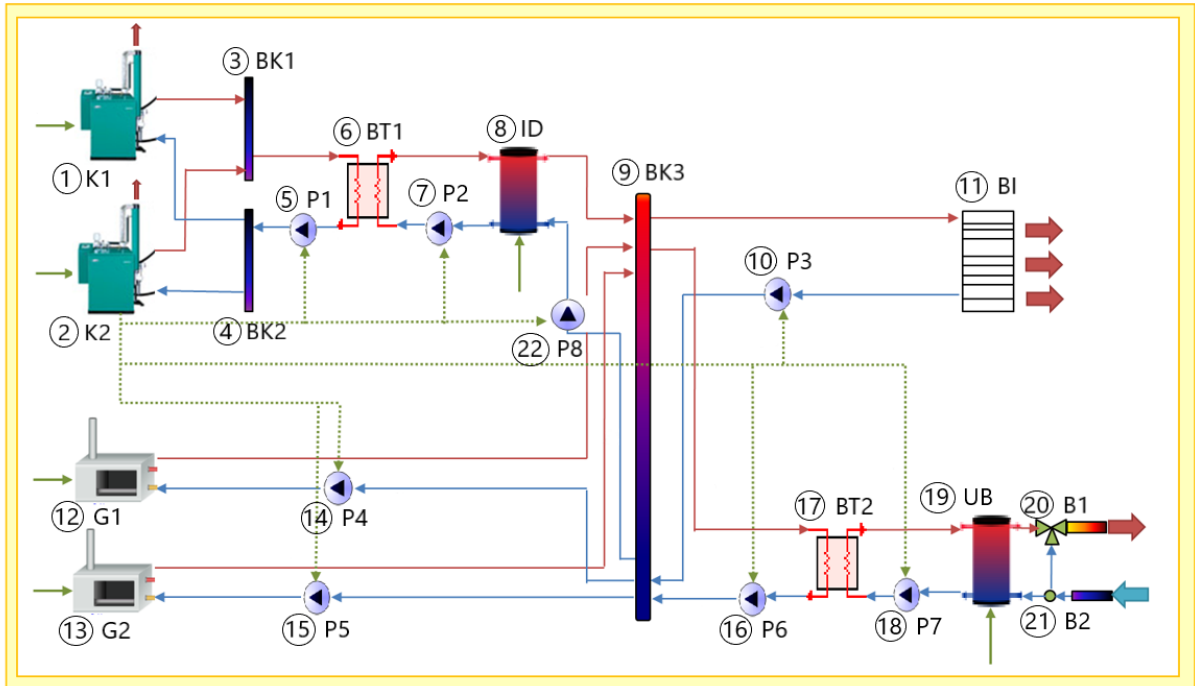 ③ BK1
① K1
⑥ BT1
⑧ ID
⑤ P1
⑦ P2
⑨ BK3
⑪ BI
② K2
④ BK2
⑩ P3
㉒ P8
⑫ G1
⑭ P4
⑰ BT2
⑲ UB
⑳ B1
⑬ G2
⑮ P5
⑯ P6
⑱ P7
㉑ B2